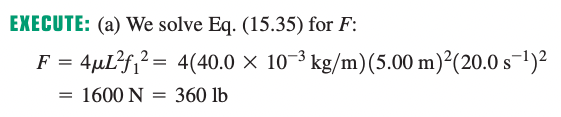 EXECUTE: (a) We solve Eq. (15.35) for F:
F = 4μL²f₁² = 4(40.0 × 10⁻³ kg/m)(5.00 m)²(20.0 s⁻¹)²
= 1600 N = 360 lb